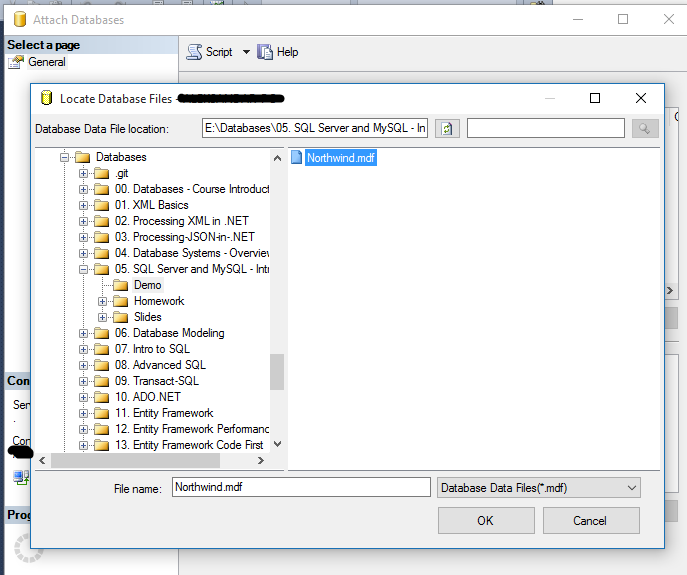 Attach Databases
Select a page
General
Script
Help
Locate Database Files -
Database Data File location:
E:\Databases\05. SQL Server and MySQL - In
Databases
.git
00. Databases - Course Introduct
01. XML Basics
02. Processing XML in .NET
03. Processing-JSON-in-.NET
04. Database Systems - Overview
05. SQL Server and MySQL - Intr
Demo
Homework
Slides
06. Database Modeling
07. Intro to SQL
08. Advanced SQL
09. Transact-SQL
10. ADO.NET
11. Entity Framework
12. Entity Framework Performanc
13. Entity Framework Code First
Northwind.mdf
File name:
Northwind.mdf
Database Data Files(*.mdf)
OK
Cancel
Con
Ser
Con
Prog